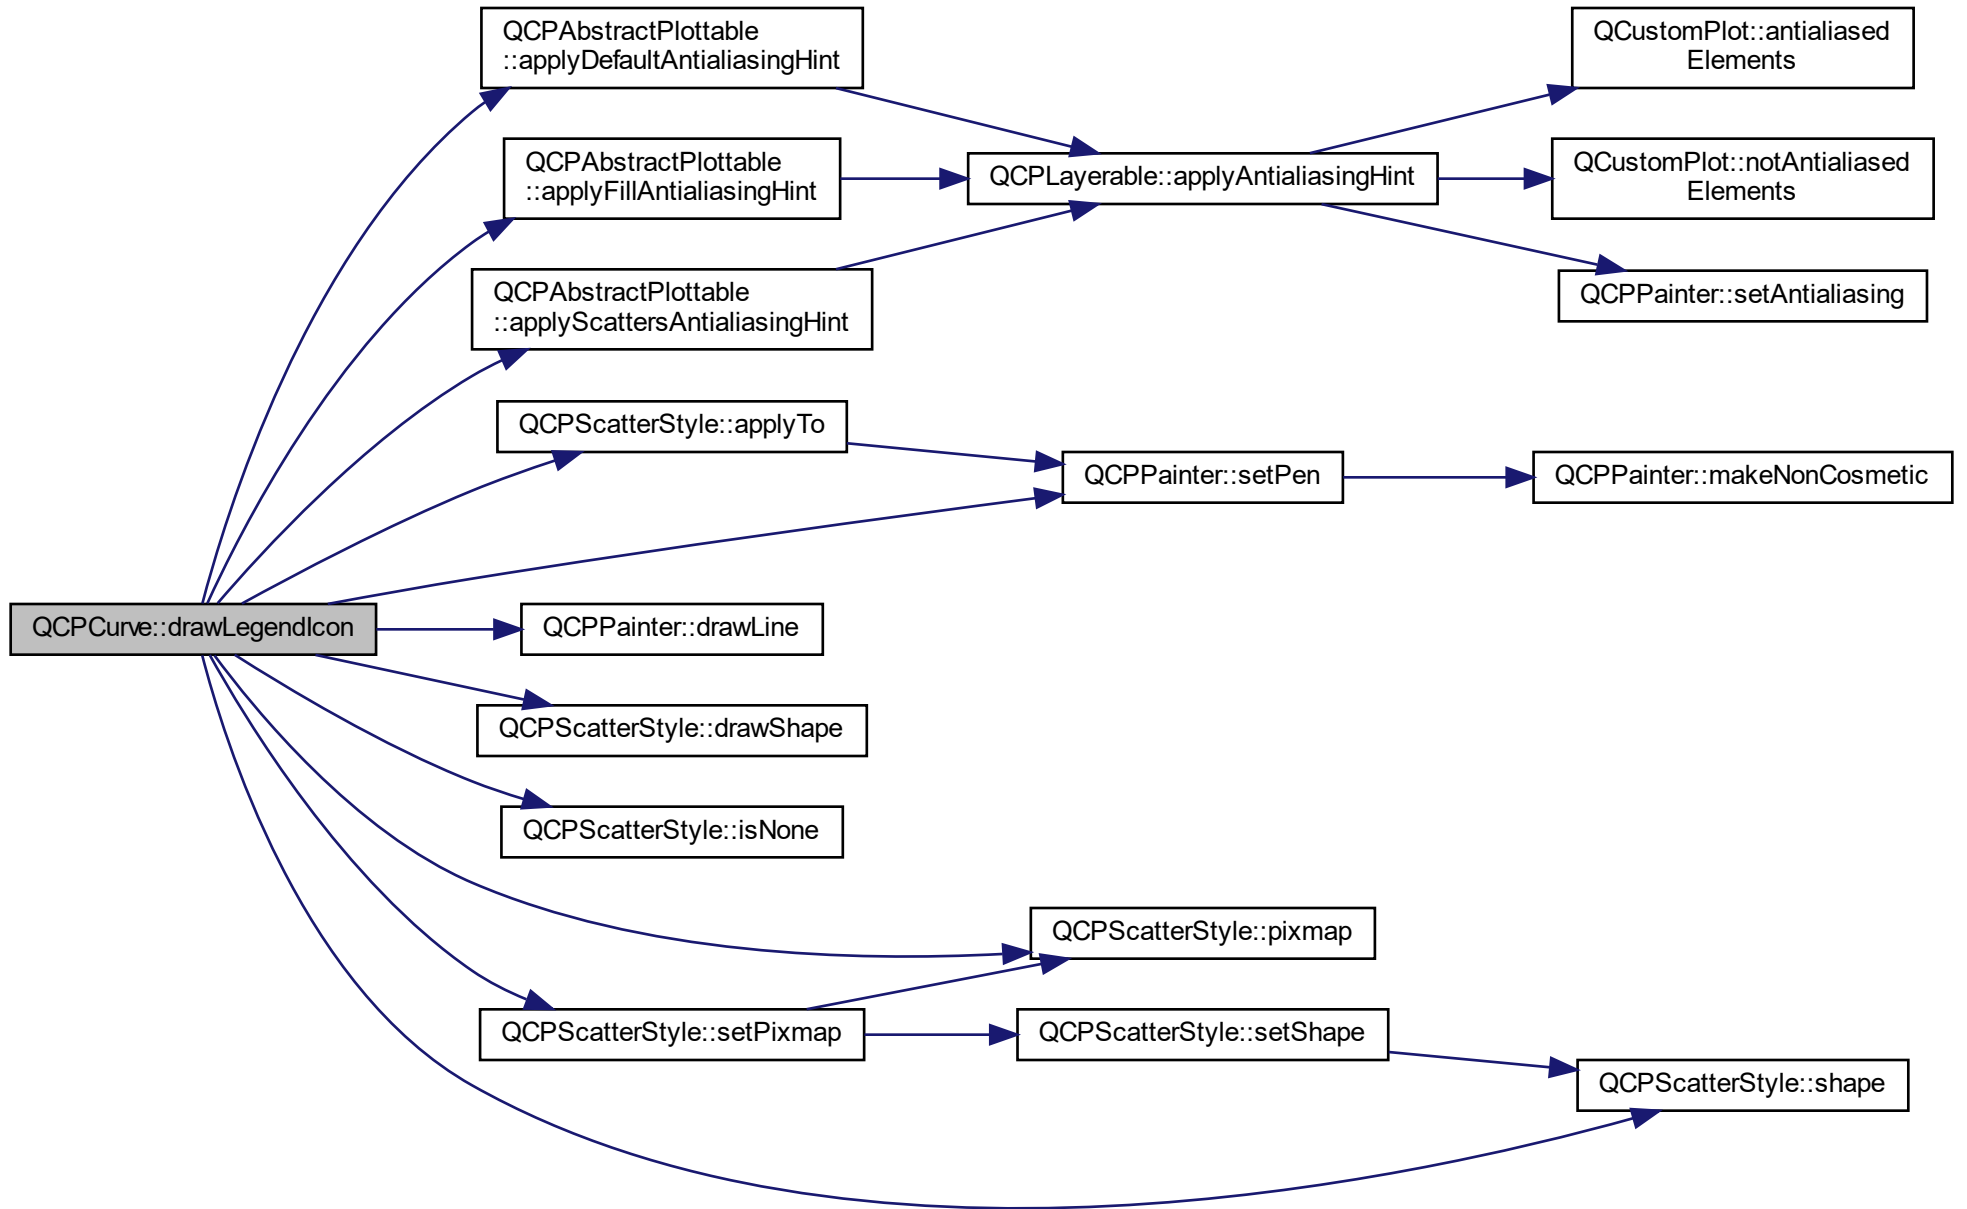 QCPAbstractPlottable
::applyDefaultAntialiasingHint
QCustomPlot::antialiased
Elements
QCPAbstractPlottable
::applyFillAntialiasingHint
QCPLayerable::applyAntialiasingHint
QCustomPlot::notAntialiased
Elements
QCPAbstractPlottable
::applyScattersAntialiasingHint
QCPPainter::setAntialiasing
QCPScatterStyle::applyTo
QCPPainter::setPen
QCPPainter::makeNonCosmetic
QCPCurve::drawLegendIcon
QCPPainter::drawLine
QCPScatterStyle::drawShape
QCPScatterStyle::isNone
QCPScatterStyle::pixmap
QCPScatterStyle::setPixmap
QCPScatterStyle::setShape
QCPScatterStyle::shape